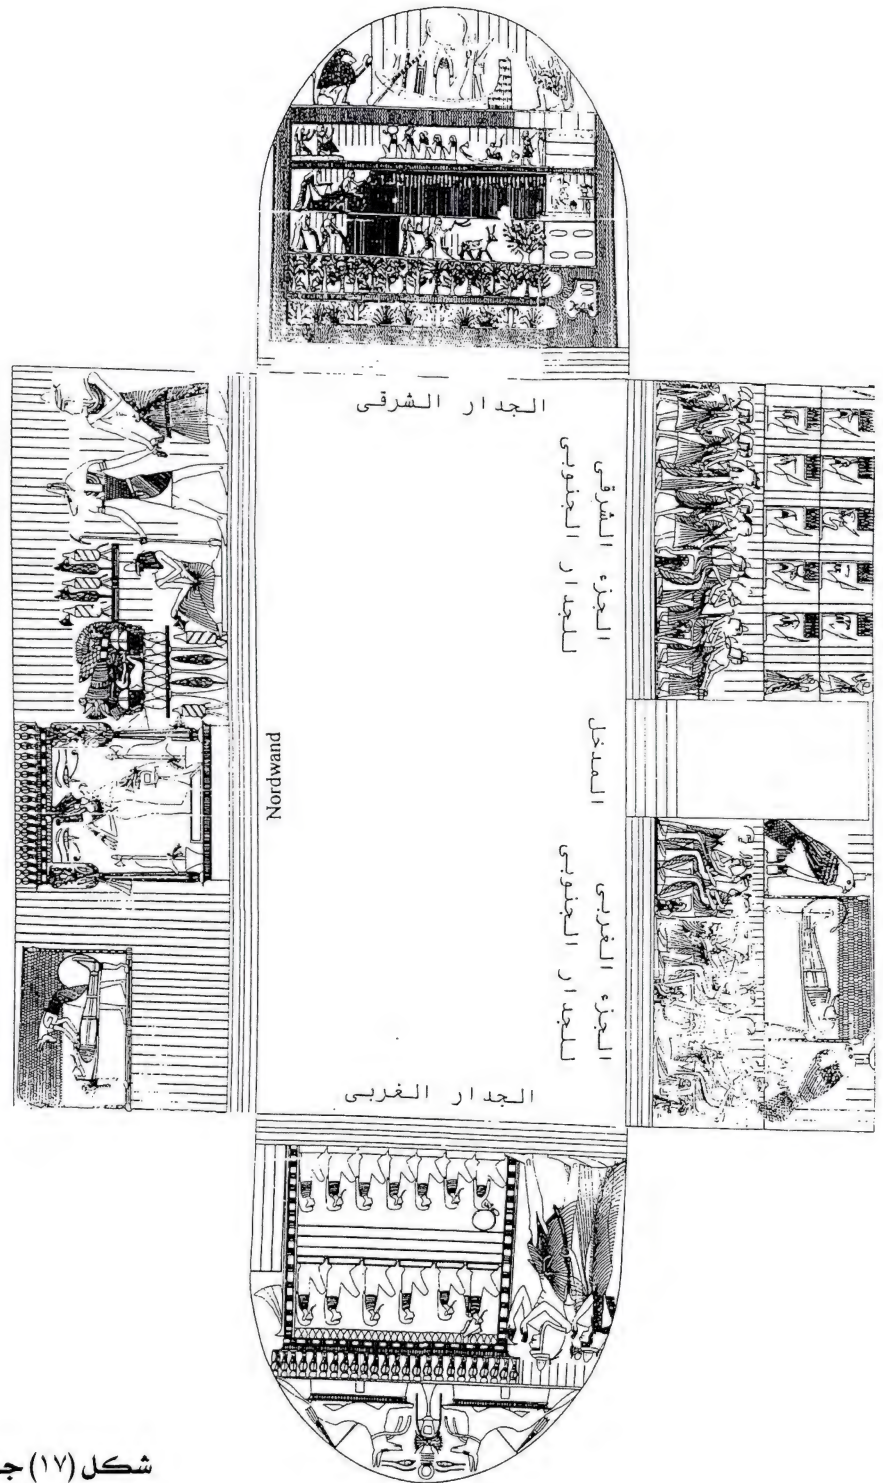 الجدار الشرقى
الجزء الشرقى
للجدار الجنوبى
المدخل
Nordwand
الجزء الغربى
للجدار الجنوبى
الجدار الغربى
شكل (١٧) ج